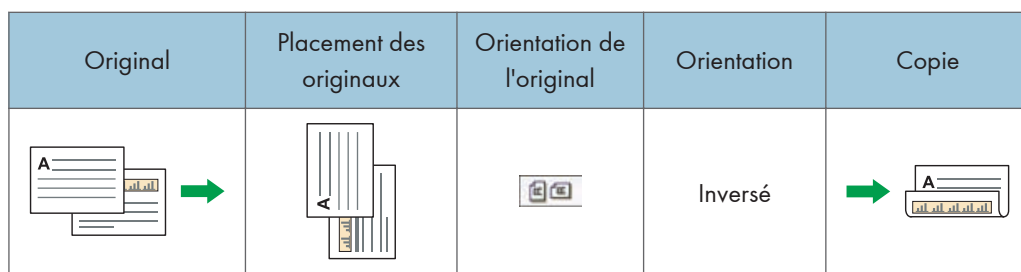 Original
Placement des
originaux
Orientation de
l'original
Orientation
Copie
A
A
Inversé
A